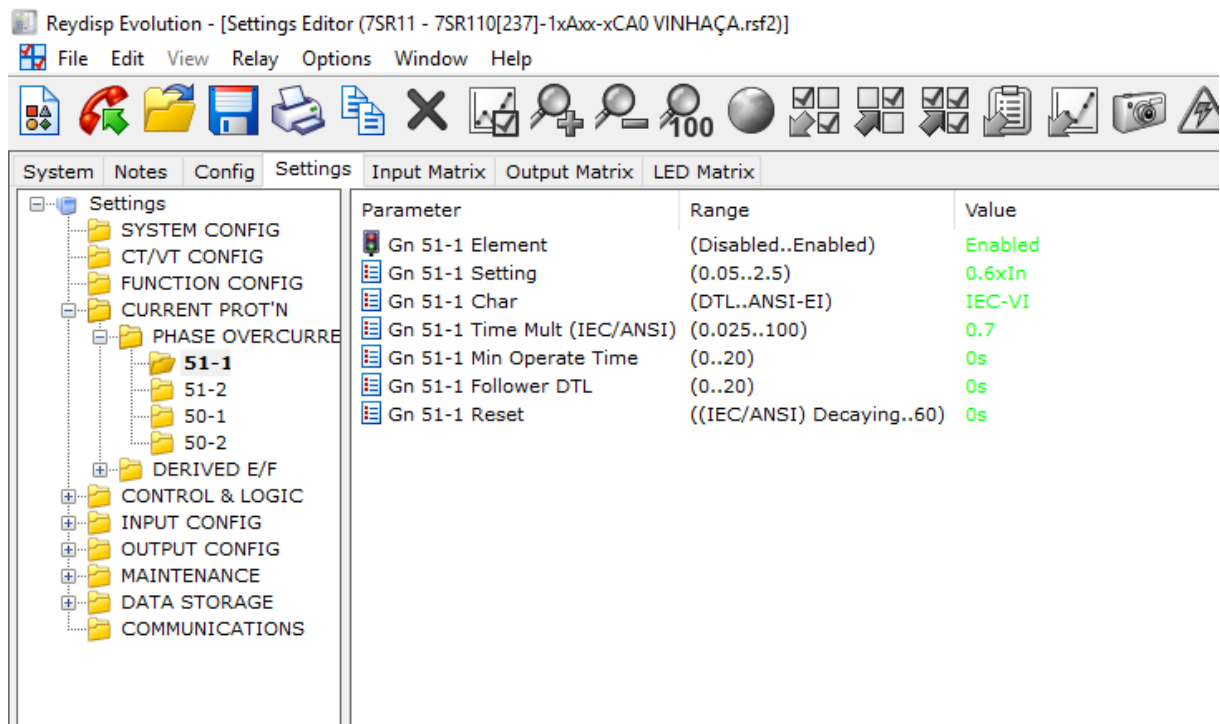 Reydisp Evolution - [Settings Editor (7SR11 - 7SR110[237]-1xAxx-xCA0 VINHAÇA.rsf2)]
File Edit View Relay Options Window Help
100
System Notes Config Settings Input Matrix Output Matrix LED Matrix
Settings
SYSTEM CONFIG
CT/VT CONFIG
FUNCTION CONFIG
CURRENT PROT'N
PHASE OVERCURRE
51-1
51-2
50-1
50-2
DERIVED E/F
CONTROL & LOGIC
INPUT CONFIG
OUTPUT CONFIG
MAINTENANCE
DATA STORAGE
COMMUNICATIONS
Parameter Range Value
Gn 51-1 Element (Disabled..Enabled) Enabled
Gn 51-1 Setting (0.05..2.5) 0.6xIn
Gn 51-1 Char (DTL..ANSI-EI) IEC-VI
Gn 51-1 Time Mult (IEC/ANSI) (0.025..100) 0.7
Gn 51-1 Min Operate Time (0..20) 0s
Gn 51-1 Follower DTL (0..20) 0s
Gn 51-1 Reset ((IEC/ANSI) Decaying..60) 0s